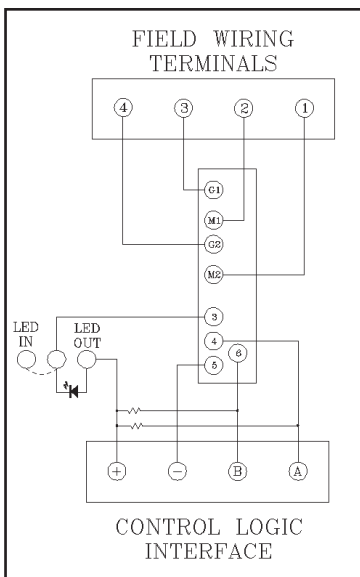 FIELD WIRING
TERMINALS
4 3 2 1
G1
M1
G2
M2
3
4
6
5
LED
IN
LED
OUT
+ − B A
CONTROL LOGIC
INTERFACE